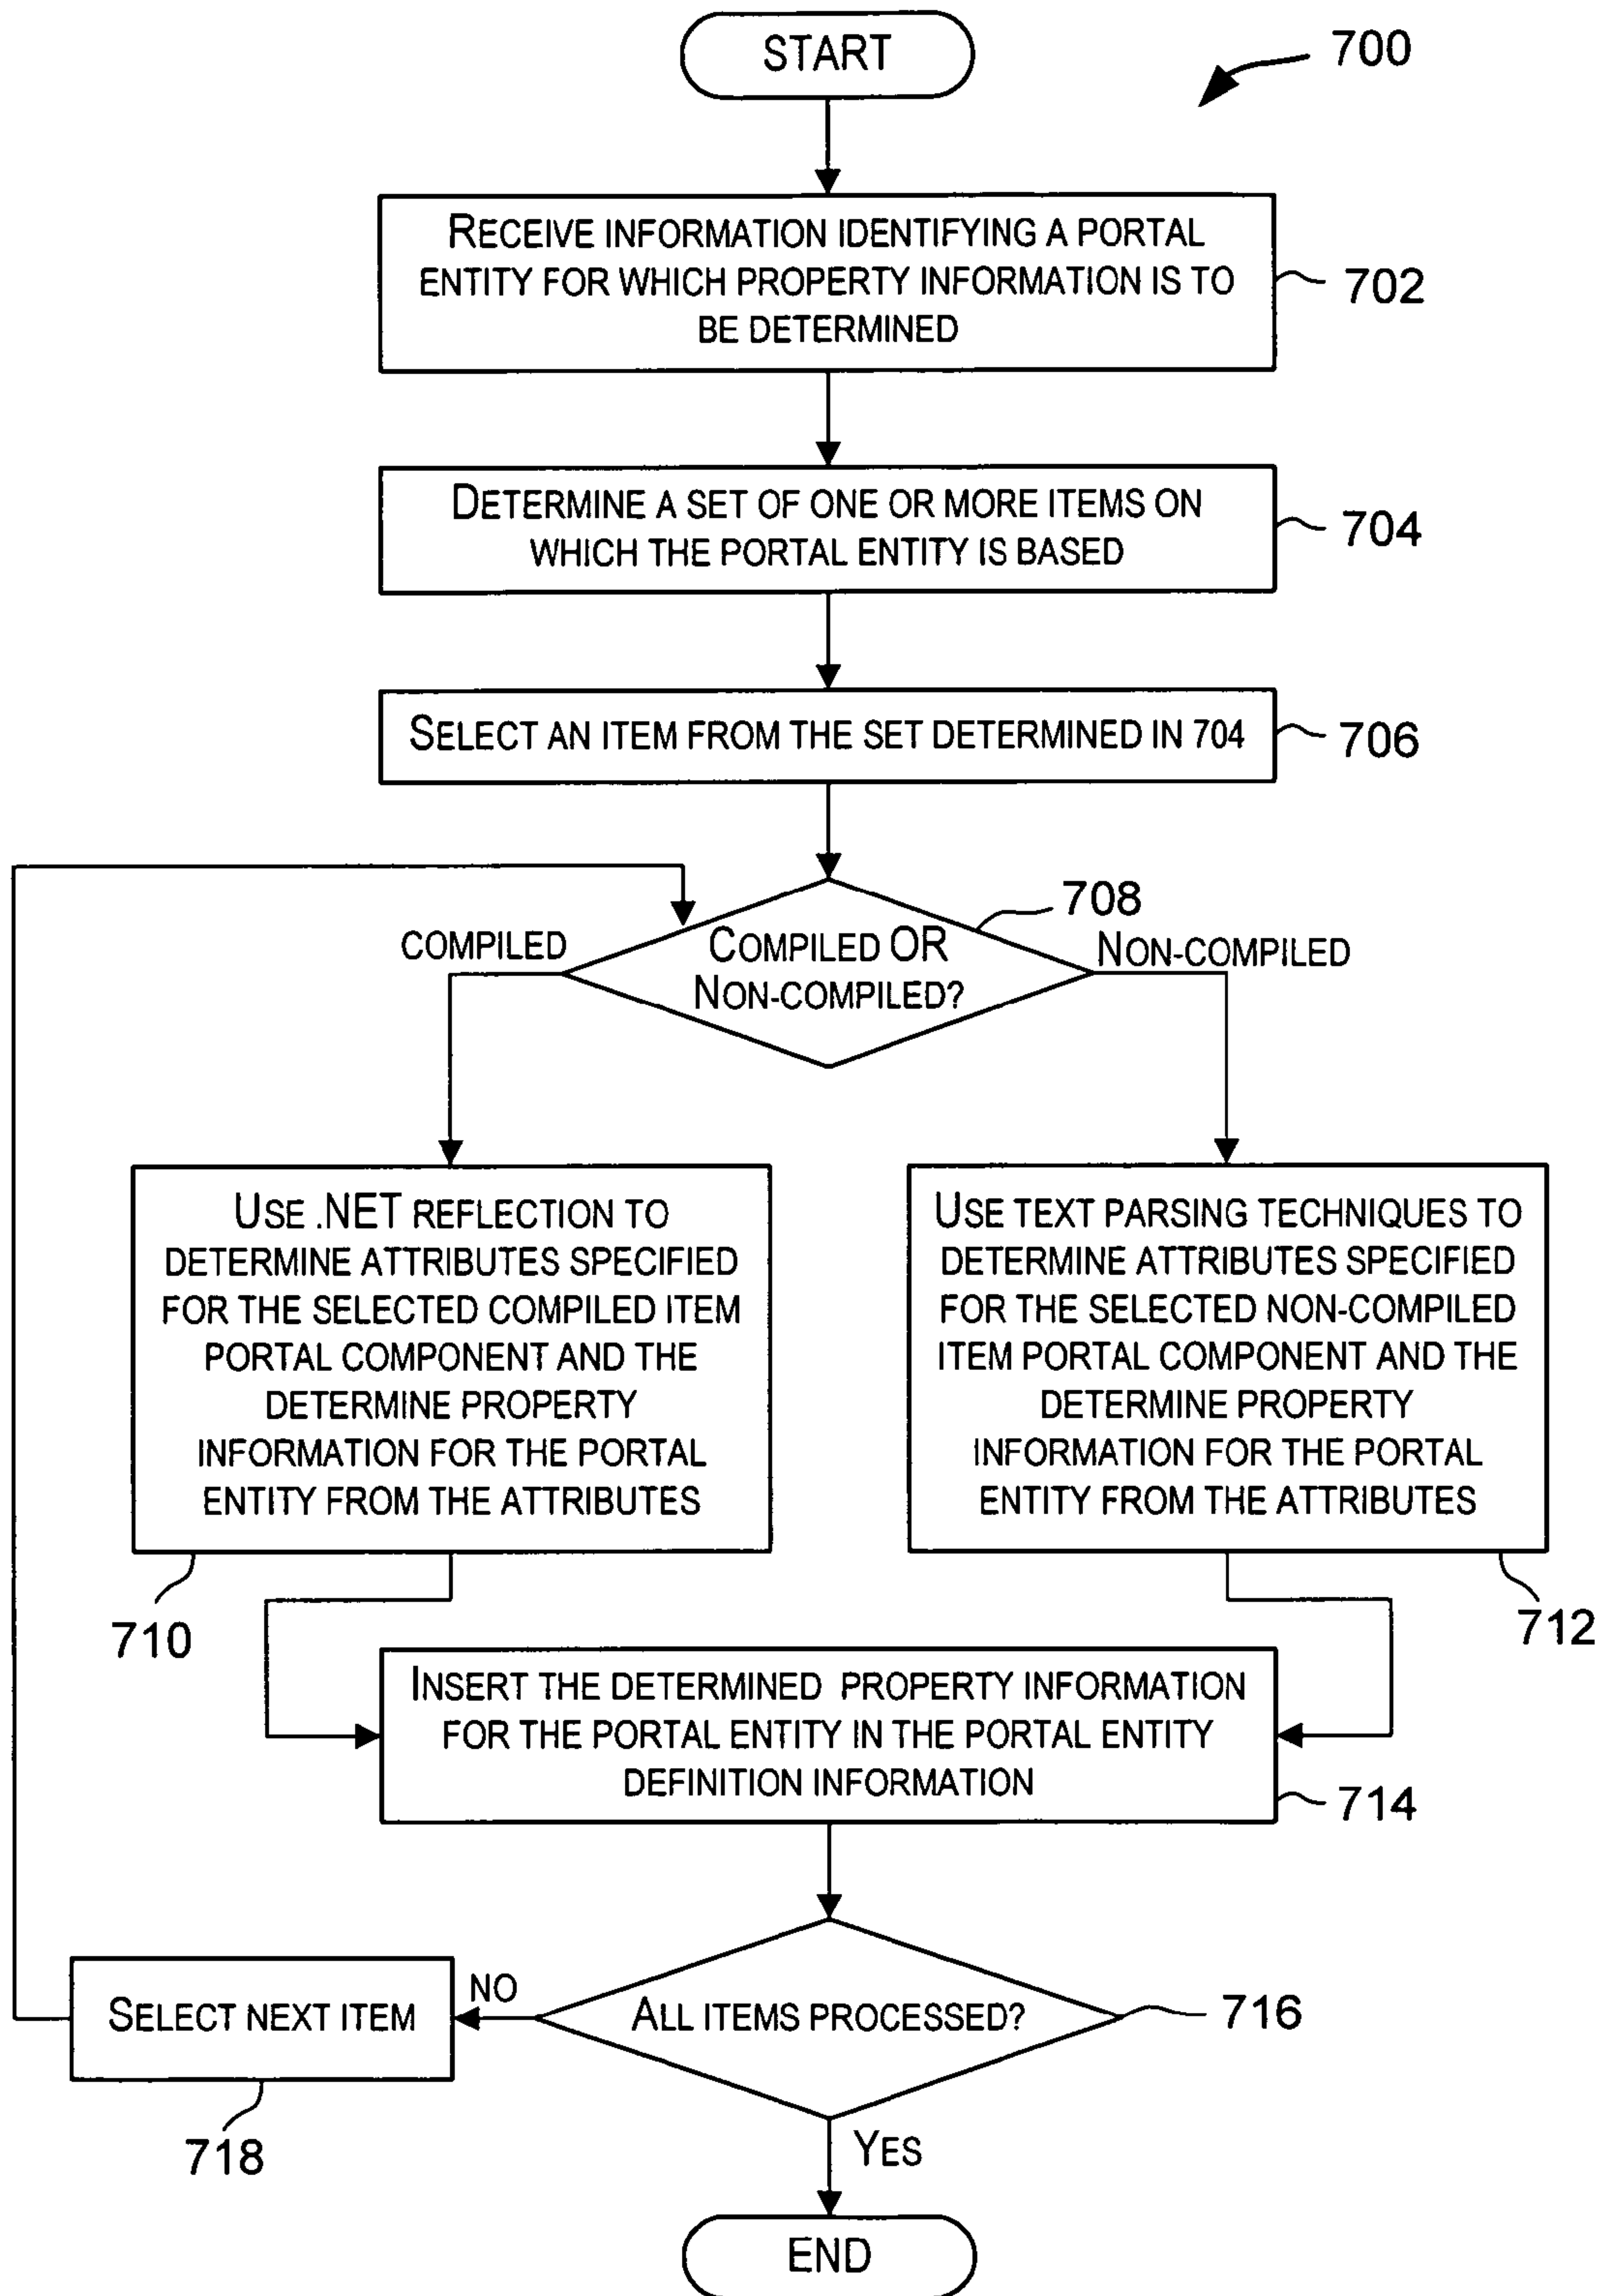 START
700
RECEIVE INFORMATION IDENTIFYING A PORTAL
ENTITY FOR WHICH PROPERTY INFORMATION IS TO
BE DETERMINED
702
DETERMINE A SET OF ONE OR MORE ITEMS ON
WHICH THE PORTAL ENTITY IS BASED
704
SELECT AN ITEM FROM THE SET DETERMINED IN 704
706
708
COMPILED
COMPILED OR
NON-COMPILED?
NON-COMPILED
USE .NET REFLECTION TO
DETERMINE ATTRIBUTES SPECIFIED
FOR THE SELECTED COMPILED ITEM
PORTAL COMPONENT AND THE
DETERMINE PROPERTY
INFORMATION FOR THE PORTAL
ENTITY FROM THE ATTRIBUTES
710
USE TEXT PARSING TECHNIQUES TO
DETERMINE ATTRIBUTES SPECIFIED
FOR THE SELECTED NON-COMPILED
ITEM PORTAL COMPONENT AND THE
DETERMINE PROPERTY
INFORMATION FOR THE PORTAL
ENTITY FROM THE ATTRIBUTES
712
INSERT THE DETERMINED PROPERTY INFORMATION
FOR THE PORTAL ENTITY IN THE PORTAL ENTITY
DEFINITION INFORMATION
714
SELECT NEXT ITEM
718
NO
ALL ITEMS PROCESSED?
716
YES
END